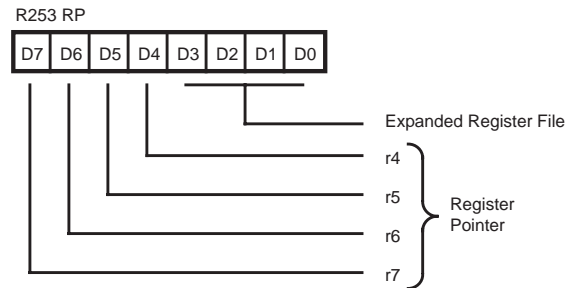 R253 RP
D7 D6 D5 D4 D3 D2 D1 D0
Expanded Register File
r4
r5
r6
r7
Register
Pointer